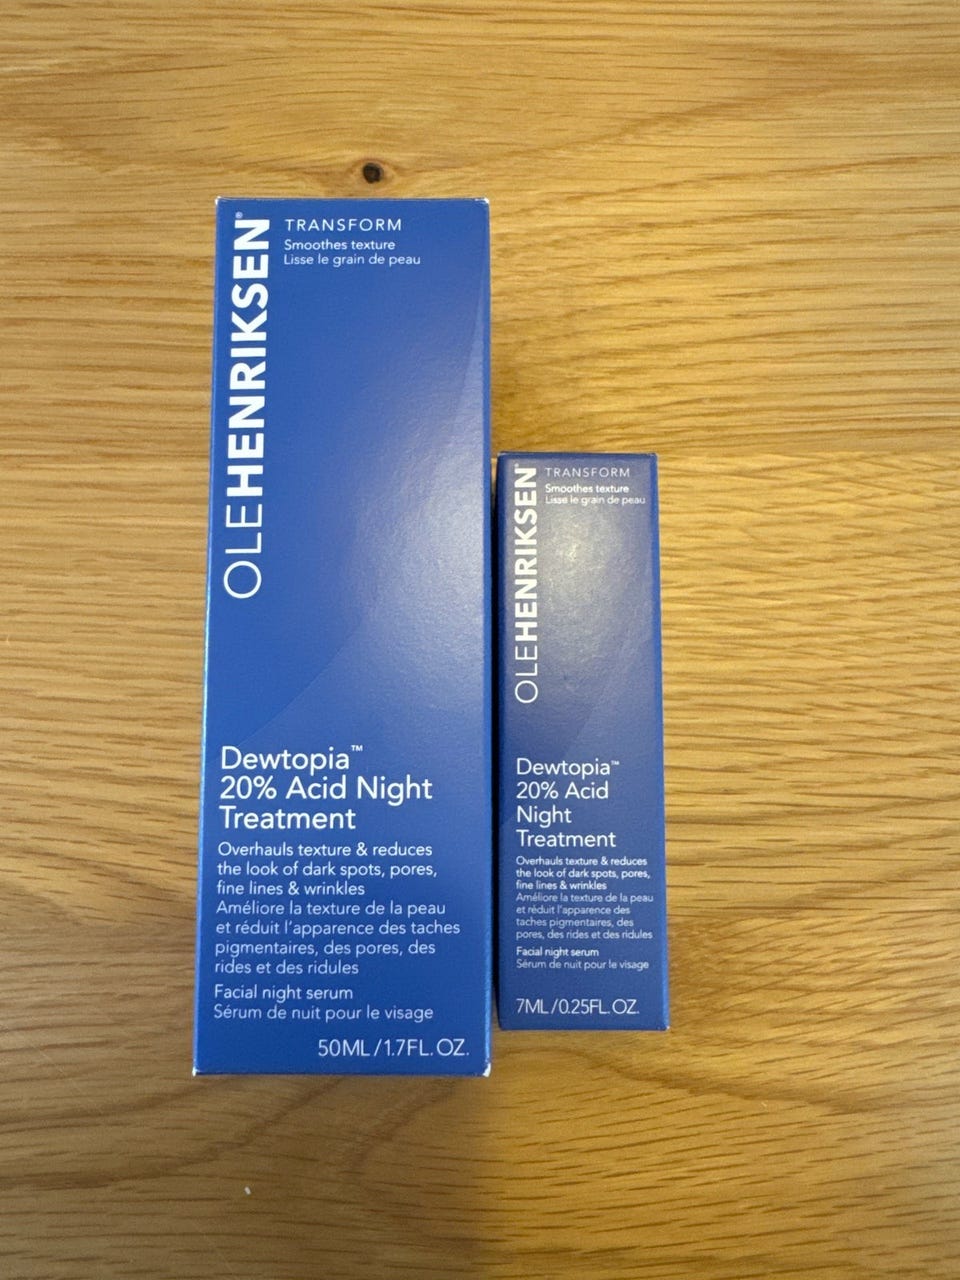 OLEHENRIKSEN®
TRANSFORM
Smoothes texture
Lisse le grain de peau
Dewtopia™
20% Acid Night
Treatment
Overhauls texture & reduces
the look of dark spots, pores,
fine lines & wrinkles
Améliore la texture de la peau
et réduit l'apparence des taches
pigmentaires, des pores, des
rides et des ridules
Facial night serum
Sérum de nuit pour le visage
50ML/1.7FL.OZ.
OLEHENRIKSEN®
TRANSFORM
Smoothes texture
Lisse le grain de peau
Dewtopia™
20% Acid
Night
Treatment
Overhauls texture & reduces
the look of dark spots, pores,
fine lines & wrinkles
Améliore la texture de la peau
et réduit l'apparence des
taches pigmentaires, des
pores, des rides et des ridules
Facial night serum
Sérum de nuit pour le visage
7ML/0.25FL.OZ.